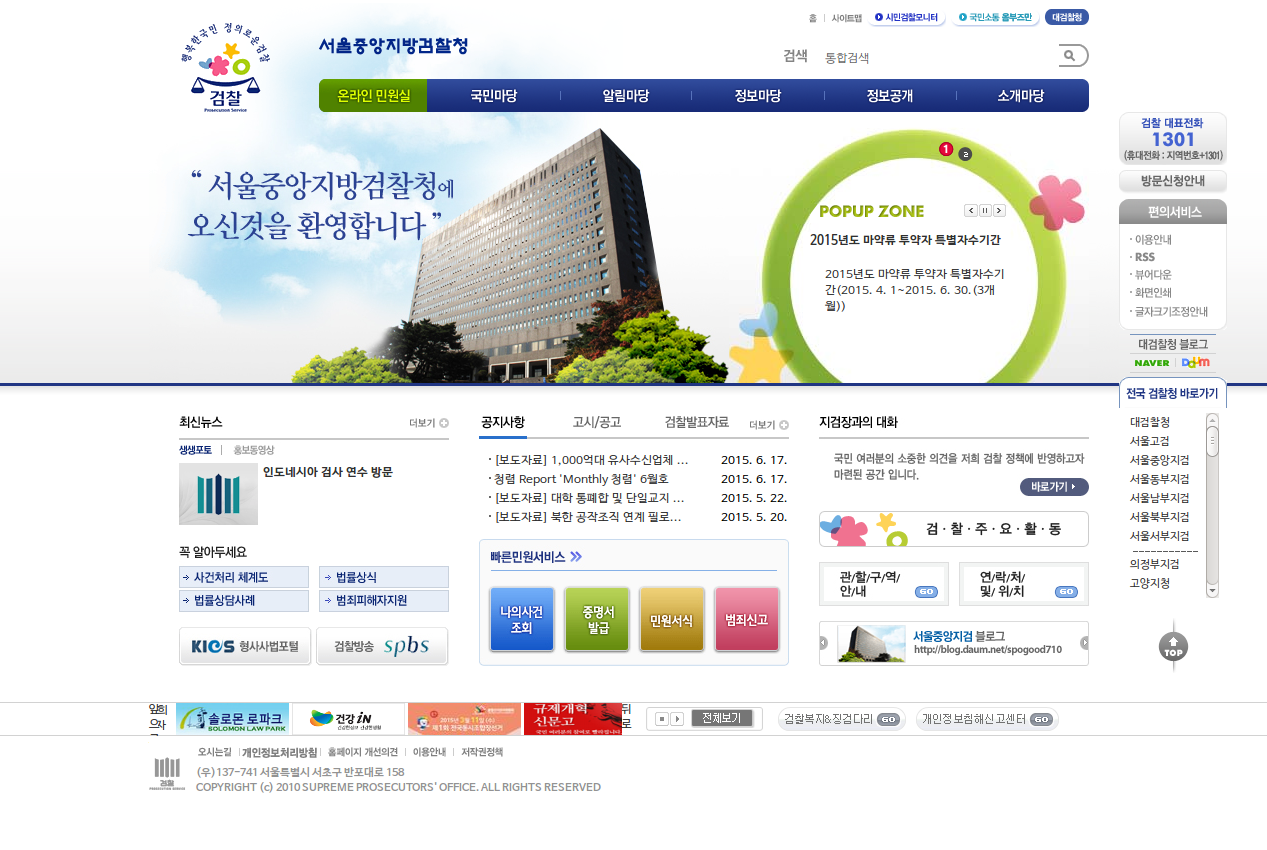 홈 사이트맵 시민검찰모니터 국민소통 옴부즈만 대검찰청
행복한국민 정의로운검찰
검찰
Prosecution Service
서울중앙지방검찰청
검색 통합검색
온라인 민원실 국민마당 알림마당 정보마당 정보공개 소개마당
“ 서울중앙지방검찰청에
오신것을 환영합니다 ”
1 2
POPUP ZONE
2015년도 마약류 투약자 특별자수기간
2015년도 마약류 투약자 특별자수기
간(2015. 4. 1~2015. 6. 30. (3개
월))
검찰 대표전화
1301
(휴대전화 : 지역번호+1301)
방문신청안내
편의서비스
이용안내
RSS
뷰어다운
화면인쇄
글자크기조정안내
대검찰청 블로그
NAVER Daum
전국 검찰청 바로가기
대검찰청
서울고검
서울중앙지검
서울동부지검
서울남부지검
서울북부지검
서울서부지검
-----------
의정부지검
고양지청
TOP
최신뉴스 더보기
생생포토 홍보동영상
인도네시아 검사 연수 방문
꼭 알아두세요
사건처리 체계도 법률상식
법률상담사례 범죄피해자지원
KICS 형사사법포털 검찰방송 spbs
공지사항 고시/공고 검찰발표자료 더보기
· [보도자료] 1,000억대 유사수신업체 ... 2015. 6. 17.
· 청렴 Report 'Monthly 청렴' 6월호 2015. 6. 17.
· [보도자료] 대학 통폐합 및 단일교지 ... 2015. 5. 22.
· [보도자료] 북한 공작조직 연계 필로... 2015. 5. 20.
빠른민원서비스
나의사건
조회
증명서
발급
민원서식
범죄신고
지검장과의 대화
국민 여러분의 소중한 의견을 저희 검찰 정책에 반영하고자
마련된 공간 입니다.
바로가기
검·찰·주·요·활·동
관/할/구/역/
안/내
GO
연/락/처/
및/ 위/치
GO
서울중앙지검 블로그
http://blog.daum.net/spogood710
솔로몬 로파크
SOLOMON LAW PARK
건강iN
2015년 3월 11일 (수)
제1회 전국동시조합장선거
규제개혁
신문고
뒤
로
전체보기
검찰복지&징검다리 GO
개인정보침해신고센터 GO
오시는길 개인정보처리방침 홈페이지 개선의견 이용안내 저작권정책
검찰
PROSECUTION SERVICE
(우)137-741 서울특별시 서초구 반포대로 158
COPYRIGHT (c) 2010 SUPREME PROSECUTORS' OFFICE. ALL RIGHTS RESERVED